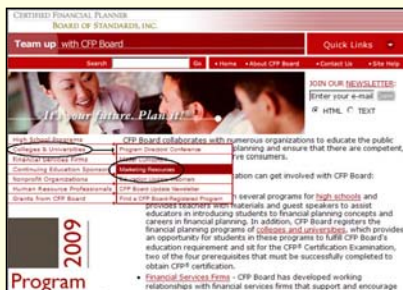 CERTIFIED FINANCIAL PLANNER
BOARD OF STANDARDS, INC.
Team up with CFP Board
Quick Links
Search
Go
• Home • About CFP Board • Contact Us • Site Help
JOIN OUR NEWSLETTER:
Enter your e-mail
HTML TEXT
It's your future. Plan it.
High School Programs
Colleges & Universities
Financial Services Firms
Continuing Education Sponsors
Nonprofit Organizations
Human Resource Professionals
Grants from CFP Board
Program Directors Conference
Marketing Resources
CFP Board Update Newsletter
Find a CFP Board-Registered Program
CFP Board collaborates with numerous organizations to educate the public
planning and ensure that there are competent,
ve consumers.
ation can get involved with CFP Board:
several programs for high schools and
provides teachers with materials and guest speakers to assist
educators in introducing students to financial planning concepts and
careers in financial planning. In addition, CFP Board registers the
financial planning programs of colleges and universities, which provides
an opportunity for students in these programs to fulfill CFP Board's
education requirement and sit for the CFP® Certification Examination,
two of the four prerequisites that must be successfully completed to
obtain CFP® certification.
• Financial Services Firms - CFP Board has developed working
relationships with financial services firms that support and encourage
2009
Program